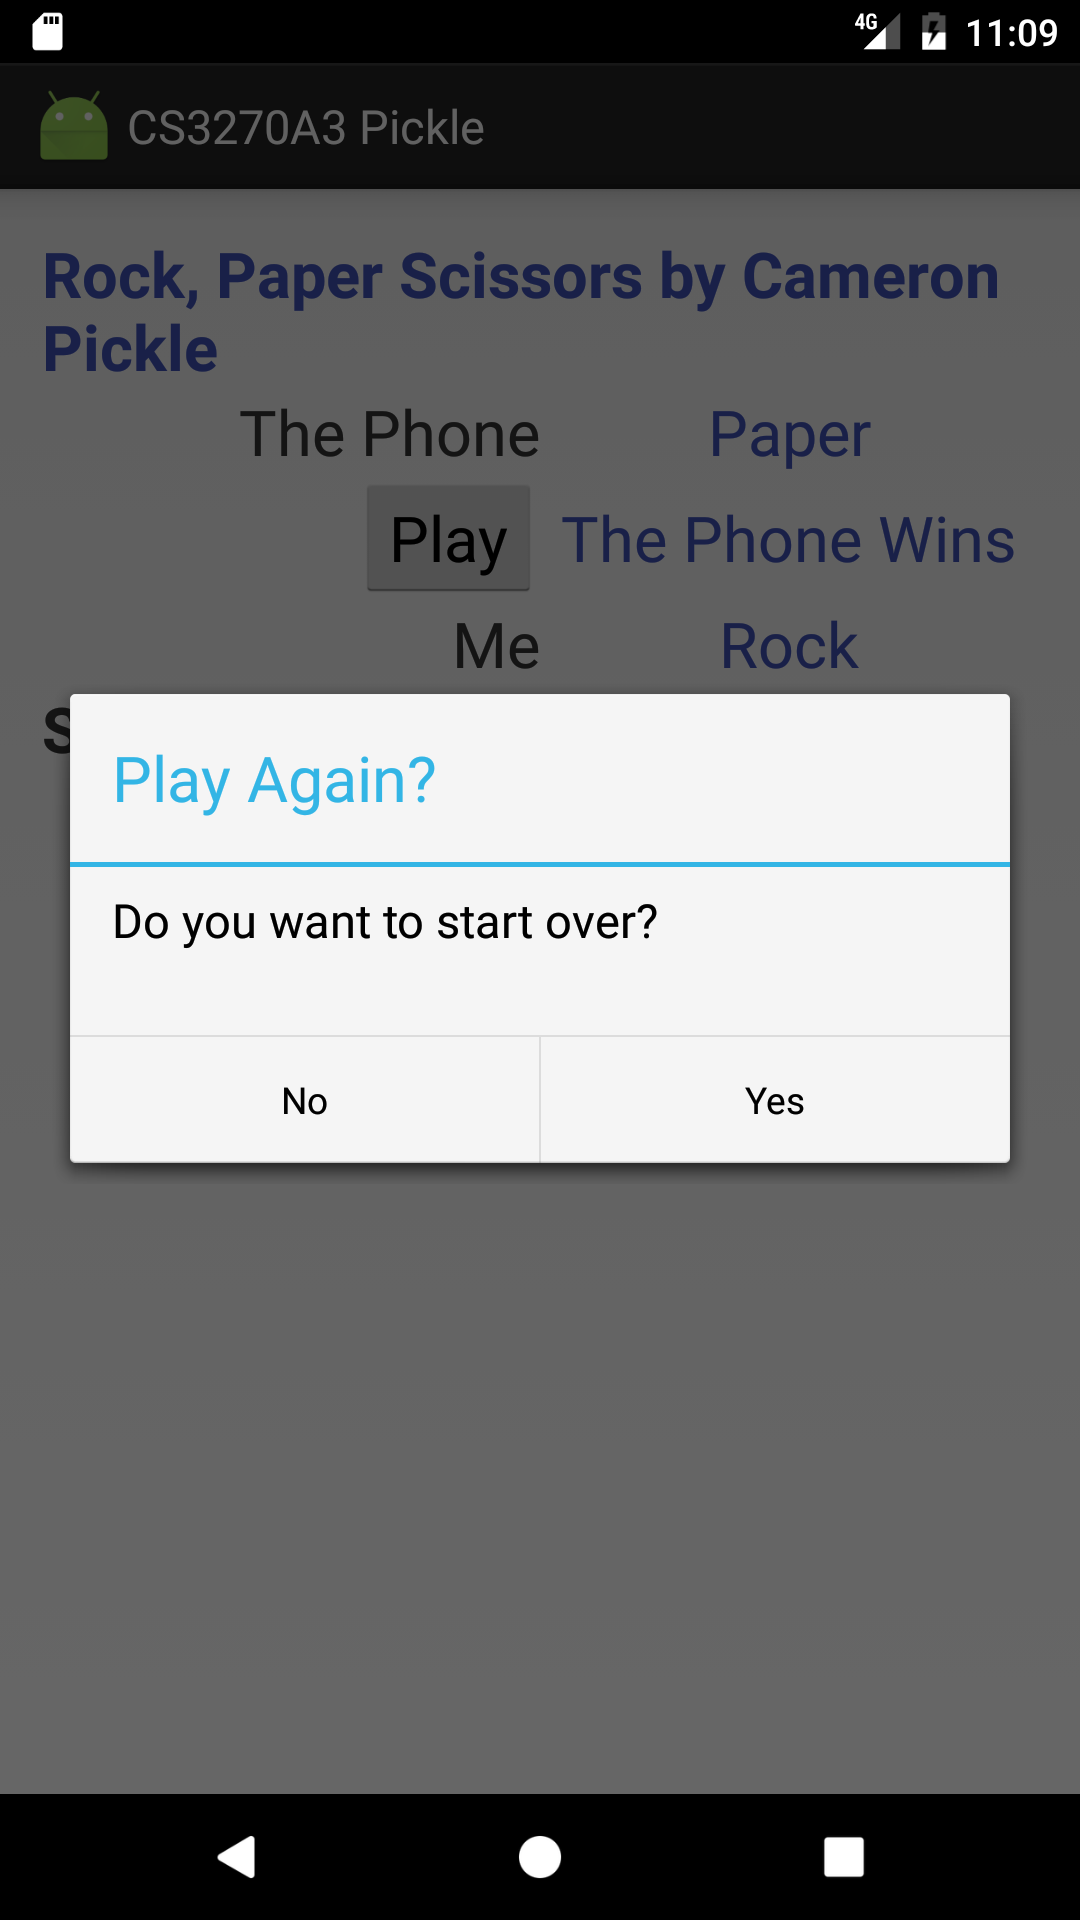 4G 11:09
CS3270A3 Pickle
Rock, Paper Scissors by Cameron
Pickle
The Phone Paper
Play The Phone Wins
Me Rock
Play Again?
Do you want to start over?
No Yes